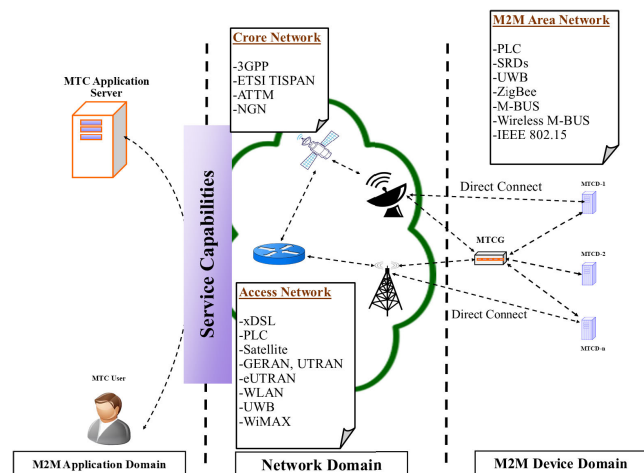 Crore Network
-3GPP
-ETSI TISPAN
-ATTM
-NGN
M2M Area Network
-PLC
-SRDs
-UWB
-ZigBee
-M-BUS
-Wireless M-BUS
-IEEE 802.15
MTC Application
Server
Service Capabilities
Direct Connect
MTCD-1
MTCG
MTCD-2
Direct Connect
MTCD-n
Access Network
-xDSL
-PLC
-Satellite
-GERAN, UTRAN
-eUTRAN
-WLAN
-UWB
-WiMAX
MTC User
M2M Application Domain
Network Domain
M2M Device Domain